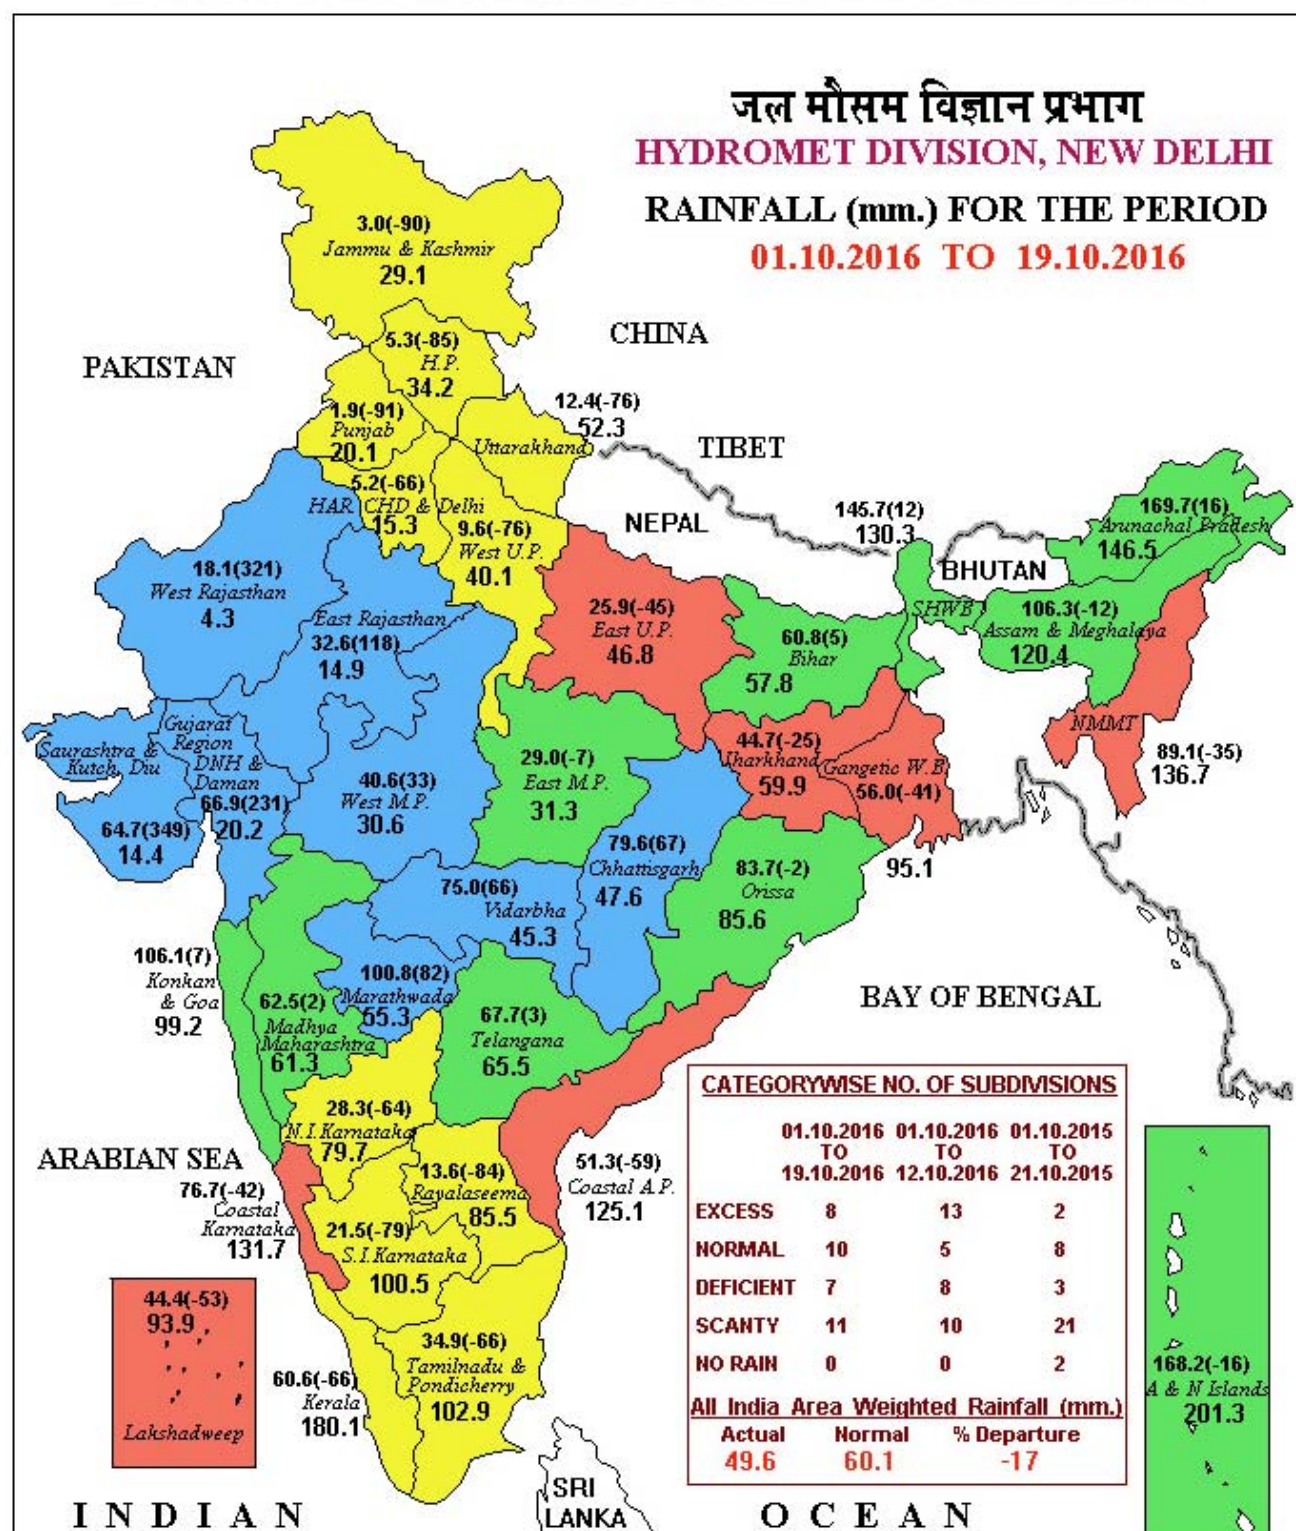 जल मौसम विज्ञान प्रभाग
HYDROMET DIVISION, NEW DELHI
RAINFALL (mm.) FOR THE PERIOD
01.10.2016 TO 19.10.2016
3.0(-90)
Jammu & Kashmir
29.1
CHINA
5.3(-85)
H.P.
34.2
PAKISTAN
1.9(-91)
Punjab
20.1
12.4(-76)
52.3
Uttarakhand
TIBET
5.2(-66)
HAR CHD & Delhi
15.3
9.6(-76)
West U.P.
40.1
NEPAL
145.7(12)
130.3
SHWB
BHUTAN
169.7(16)
Arunachal Pradesh
146.5
18.1(321)
West Rajasthan
4.3
East Rajasthan
32.6(118)
14.9
25.9(-45)
East U.P.
46.8
60.8(5)
Bihar
57.8
106.3(-12)
Assam & Meghalaya
120.4
NMMT
89.1(-35)
136.7
Saurashtra &
Kutch, Diu
64.7(349)
14.4
Gujarat
Region
DNH &
Daman
66.9(231)
20.2
40.6(33)
West M.P.
30.6
29.0(-7)
East M.P.
31.3
44.7(-25)
Jharkhand
59.9
Gangetic W.B
56.0(-41)
95.1
79.6(67)
Chhattisgarh
47.6
83.7(-2)
Orissa
85.6
75.0(66)
Vidarbha
45.3
106.1(7)
Konkan
& Goa
99.2
62.5(2)
Madhya
Maharashtra
61.3
100.8(82)
Marathwada
55.3
67.7(3)
Telangana
65.5
BAY OF BENGAL
28.3(-64)
N.I.Karnataka
79.7
ARABIAN SEA
76.7(-42)
Coastal
Karnataka
131.7
13.6(-84)
Rayalaseema
85.5
51.3(-59)
Coastal A.P.
125.1
21.5(-79)
S.I.Karnataka
100.5
44.4(-53)
93.9
Lakshadweep
60.6(-66)
Kerala
180.1
34.9(-66)
Tamilnadu &
Pondicherry
102.9
CATEGORYWISE NO. OF SUBDIVISIONS
01.10.2016 01.10.2016 01.10.2015
TO TO TO
19.10.2016 12.10.2016 21.10.2015
EXCESS 8 13 2
NORMAL 10 5 8
DEFICIENT 7 8 3
SCANTY 11 10 21
NO RAIN 0 0 2
All India Area Weighted Rainfall (mm.)
Actual Normal % Departure
49.6 60.1 -17
168.2(-16)
A & N Islands
201.3
SRI
LANKA
INDIAN OCEAN